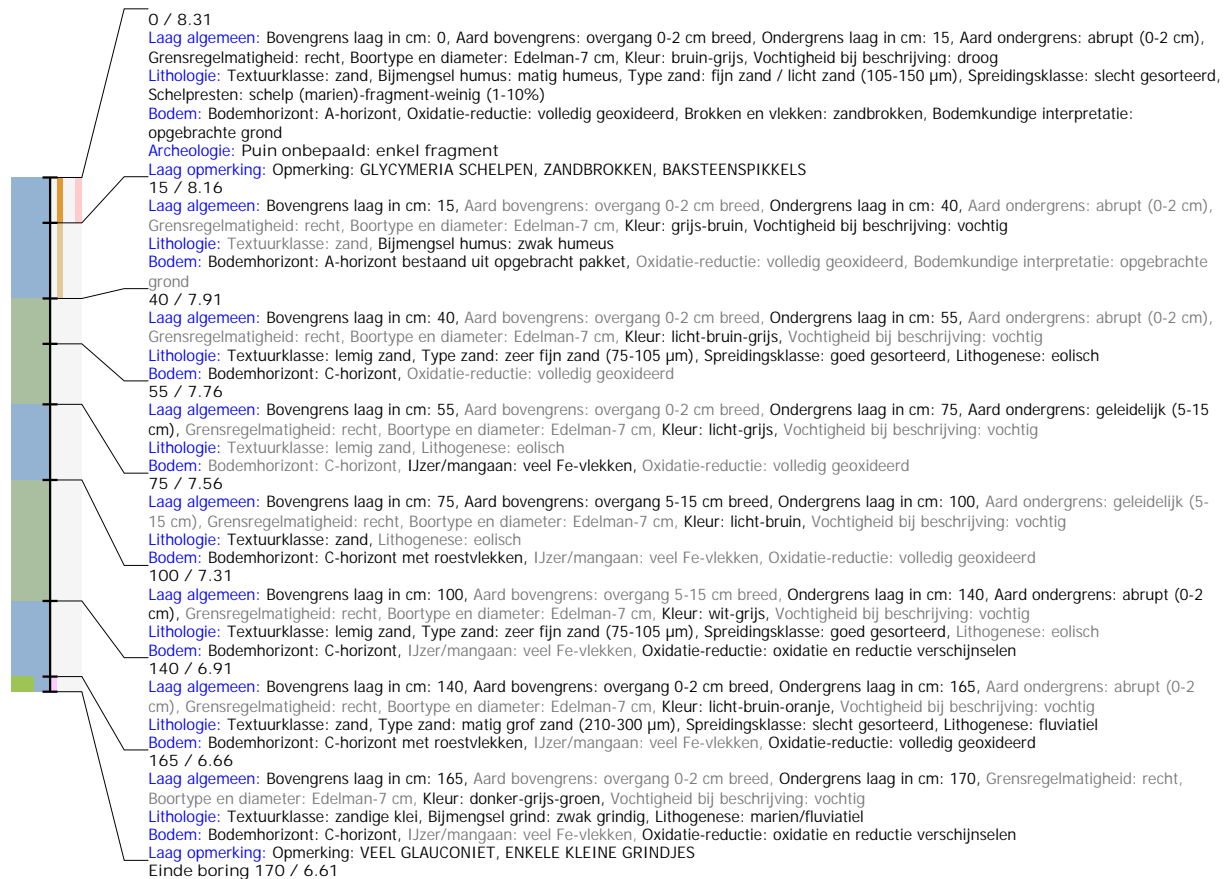 0 / 8.31
Laag algemeen: Bovengrens laag in cm: 0, Aard bovengrens: overgang 0-2 cm breed, Ondergrens laag in cm: 15, Aard ondergrens: abrupt (0-2 cm),
Grensregelmatigheid: recht, Boortype en diameter: Edelman-7 cm, Kleur: bruin-grijs, Vochtigheid bij beschrijving: droog
Lithologie: Textuurklasse: zand, Bijmengsel humus: matig humeus, Type zand: fijn zand / licht zand (105-150 µm), Spreidingsklasse: slecht gesorteerd,
Schelpresten: schelp (marien)-fragment-weinig (1-10%)
Bodem: Bodemhorizont: A-horizont, Oxidatie-reductie: volledig geoxideerd, Brokken en vlekken: zandbrokken, Bodemkundige interpretatie:
opgebrachte grond
Archeologie: Puin onbepaald: enkel fragment
Laag opmerking: Opmerking: GLYCYMERIA SCHELPEN, ZANDBROKKEN, BAKSTEENSPIKKELS
15 / 8.16
Laag algemeen: Bovengrens laag in cm: 15, Aard bovengrens: overgang 0-2 cm breed, Ondergrens laag in cm: 40, Aard ondergrens: abrupt (0-2 cm),
Grensregelmatigheid: recht, Boortype en diameter: Edelman-7 cm, Kleur: grijs-bruin, Vochtigheid bij beschrijving: vochtig
Lithologie: Textuurklasse: zand, Bijmengsel humus: zwak humeus
Bodem: Bodemhorizont: A-horizont bestaand uit opgebracht pakket, Oxidatie-reductie: volledig geoxideerd, Bodemkundige interpretatie: opgebrachte
grond
40 / 7.91
Laag algemeen: Bovengrens laag in cm: 40, Aard bovengrens: overgang 0-2 cm breed, Ondergrens laag in cm: 55, Aard ondergrens: abrupt (0-2 cm),
Grensregelmatigheid: recht, Boortype en diameter: Edelman-7 cm, Kleur: licht-bruin-grijs, Vochtigheid bij beschrijving: vochtig
Lithologie: Textuurklasse: lemig zand, Type zand: zeer fijn zand (75-105 µm), Spreidingsklasse: goed gesorteerd, Lithogenese: eolisch
Bodem: Bodemhorizont: C-horizont, Oxidatie-reductie: volledig geoxideerd
55 / 7.76
Laag algemeen: Bovengrens laag in cm: 55, Aard bovengrens: overgang 0-2 cm breed, Ondergrens laag in cm: 75, Aard ondergrens: geleidelijk (5-15
cm), Grensregelmatigheid: recht, Boortype en diameter: Edelman-7 cm, Kleur: licht-grijs, Vochtigheid bij beschrijving: vochtig
Lithologie: Textuurklasse: lemig zand, Lithogenese: eolisch
Bodem: Bodemhorizont: C-horizont, IJzer/mangaan: veel Fe-vlekken, Oxidatie-reductie: volledig geoxideerd
75 / 7.56
Laag algemeen: Bovengrens laag in cm: 75, Aard bovengrens: overgang 5-15 cm breed, Ondergrens laag in cm: 100, Aard ondergrens: geleidelijk (5-
15 cm), Grensregelmatigheid: recht, Boortype en diameter: Edelman-7 cm, Kleur: licht-bruin, Vochtigheid bij beschrijving: vochtig
Lithologie: Textuurklasse: zand, Lithogenese: eolisch
Bodem: Bodemhorizont: C-horizont met roestvlekken, IJzer/mangaan: veel Fe-vlekken, Oxidatie-reductie: volledig geoxideerd
100 / 7.31
Laag algemeen: Bovengrens laag in cm: 100, Aard bovengrens: overgang 5-15 cm breed, Ondergrens laag in cm: 140, Aard ondergrens: abrupt (0-2
cm), Grensregelmatigheid: recht, Boortype en diameter: Edelman-7 cm, Kleur: wit-grijs, Vochtigheid bij beschrijving: vochtig
Lithologie: Textuurklasse: lemig zand, Type zand: zeer fijn zand (75-105 µm), Spreidingsklasse: goed gesorteerd, Lithogenese: eolisch
Bodem: Bodemhorizont: C-horizont, IJzer/mangaan: veel Fe-vlekken, Oxidatie-reductie: oxidatie en reductie verschijnselen
140 / 6.91
Laag algemeen: Bovengrens laag in cm: 140, Aard bovengrens: overgang 0-2 cm breed, Ondergrens laag in cm: 165, Aard ondergrens: abrupt (0-2
cm), Grensregelmatigheid: recht, Boortype en diameter: Edelman-7 cm, Kleur: licht-bruin-oranje, Vochtigheid bij beschrijving: vochtig
Lithologie: Textuurklasse: zand, Type zand: matig grof zand (210-300 µm), Spreidingsklasse: slecht gesorteerd, Lithogenese: fluviatiel
Bodem: Bodemhorizont: C-horizont met roestvlekken, IJzer/mangaan: veel Fe-vlekken, Oxidatie-reductie: volledig geoxideerd
165 / 6.66
Laag algemeen: Bovengrens laag in cm: 165, Aard bovengrens: overgang 0-2 cm breed, Ondergrens laag in cm: 170, Grensregelmatigheid: recht,
Boortype en diameter: Edelman-7 cm, Kleur: donker-grijs-groen, Vochtigheid bij beschrijving: vochtig
Lithologie: Textuurklasse: zandige klei, Bijmengsel grind: zwak grindig, Lithogenese: marien/fluviatiel
Bodem: Bodemhorizont: C-horizont, IJzer/mangaan: veel Fe-vlekken, Oxidatie-reductie: oxidatie en reductie verschijnselen
Laag opmerking: Opmerking: VEEL GLAUCONIET, ENKELE KLEINE GRINDJES
Einde boring 170 / 6.61